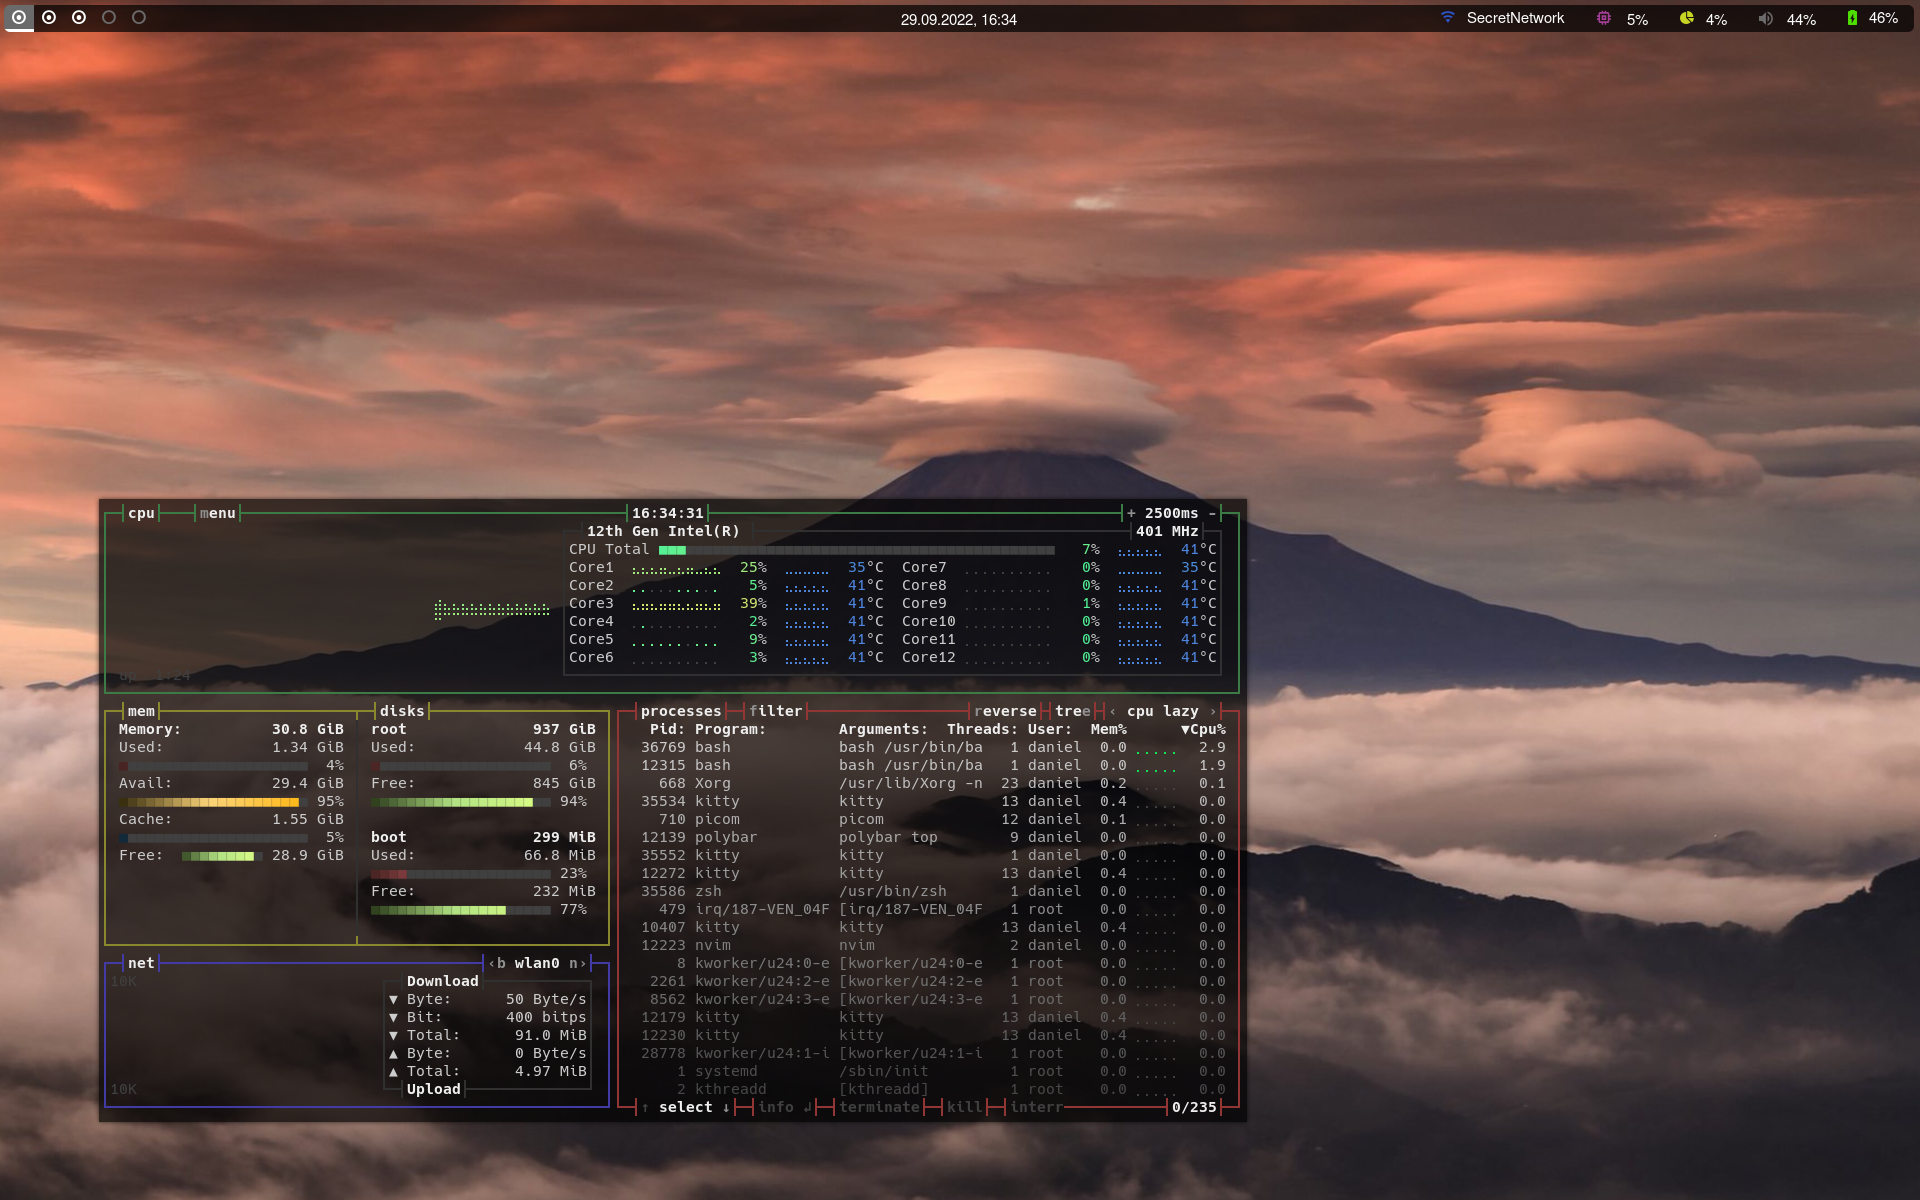 29.09.2022, 16:34
SecretNetwork 5% 4% 44% 46%
cpu menu 16:34:31 + 2500ms -
12th Gen Intel(R) 401 MHz
CPU Total 7% 41°C
Core1 25% 35°C Core7 0% 35°C
Core2 5% 41°C Core8 0% 41°C
Core3 39% 41°C Core9 1% 41°C
Core4 2% 41°C Core10 0% 41°C
Core5 9% 41°C Core11 0% 41°C
Core6 3% 41°C Core12 0% 41°C
up 1:24
mem disks
Memory: 30.8 GiB root 937 GiB
Used: 1.34 GiB Used: 44.8 GiB
4% 6%
Avail: 29.4 GiB Free: 845 GiB
95% 94%
Cache: 1.55 GiB
5% boot 299 MiB
Free: 28.9 GiB Used: 66.8 MiB
23%
Free: 232 MiB
77%
net ‹b wlan0 n›
10K Download
▼ Byte: 50 Byte/s
▼ Bit: 400 bitps
▼ Total: 91.0 MiB
▲ Byte: 0 Byte/s
▲ Total: 4.97 MiB
10K Upload
processes filter reverse tree ‹ cpu lazy ›
Pid: Program: Arguments: Threads: User: Mem% ▼Cpu%
36769 bash bash /usr/bin/ba 1 daniel 0.0 2.9
12315 bash bash /usr/bin/ba 1 daniel 0.0 1.9
668 Xorg /usr/lib/Xorg -n 23 daniel 0.2 0.1
35534 kitty kitty 13 daniel 0.4 0.0
710 picom picom 12 daniel 0.1 0.0
12139 polybar polybar top 9 daniel 0.0 0.0
35552 kitty kitty 1 daniel 0.0 0.0
12272 kitty kitty 13 daniel 0.4 0.0
35586 zsh /usr/bin/zsh 1 daniel 0.0 0.0
479 irq/187-VEN_04F [irq/187-VEN_04F 1 root 0.0 0.0
10407 kitty kitty 13 daniel 0.4 0.0
12223 nvim nvim 2 daniel 0.0 0.0
8 kworker/u24:0-e [kworker/u24:0-e 1 root 0.0 0.0
2261 kworker/u24:2-e [kworker/u24:2-e 1 root 0.0 0.0
8562 kworker/u24:3-e [kworker/u24:3-e 1 root 0.0 0.0
12179 kitty kitty 13 daniel 0.4 0.0
12230 kitty kitty 13 daniel 0.4 0.0
28778 kworker/u24:1-i [kworker/u24:1-i 1 root 0.0 0.0
1 systemd /sbin/init 1 root 0.0 0.0
2 kthreadd [kthreadd] 1 root 0.0 0.0
↑ select ↓ info ↲ terminate kill interr 0/235